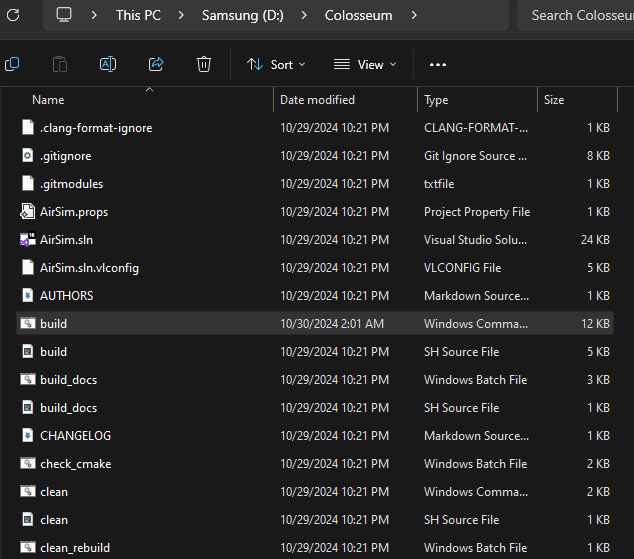 This PC > Samsung (D:) > Colosseum > Search Colosseu
Sort View
Name Date modified Type Size
.clang-format-ignore 10/29/2024 10:21 PM CLANG-FORMAT-... 1 KB
.gitignore 10/29/2024 10:21 PM Git Ignore Source ... 8 KB
.gitmodules 10/29/2024 10:21 PM txtfile 1 KB
AirSim.props 10/29/2024 10:21 PM Project Property File 1 KB
AirSim.sln 10/29/2024 10:21 PM Visual Studio Solu... 24 KB
AirSim.sln.vlconfig 10/29/2024 10:21 PM VLCONFIG File 5 KB
AUTHORS 10/29/2024 10:21 PM Markdown Source... 1 KB
build 10/30/2024 2:01 AM Windows Comma... 12 KB
build 10/29/2024 10:21 PM SH Source File 5 KB
build_docs 10/29/2024 10:21 PM Windows Batch File 3 KB
build_docs 10/29/2024 10:21 PM SH Source File 1 KB
CHANGELOG 10/29/2024 10:21 PM Markdown Source... 1 KB
check_cmake 10/29/2024 10:21 PM Windows Batch File 2 KB
clean 10/29/2024 10:21 PM Windows Comma... 2 KB
clean 10/29/2024 10:21 PM SH Source File 1 KB
clean_rebuild 10/29/2024 10:21 PM Windows Batch File 1 KB